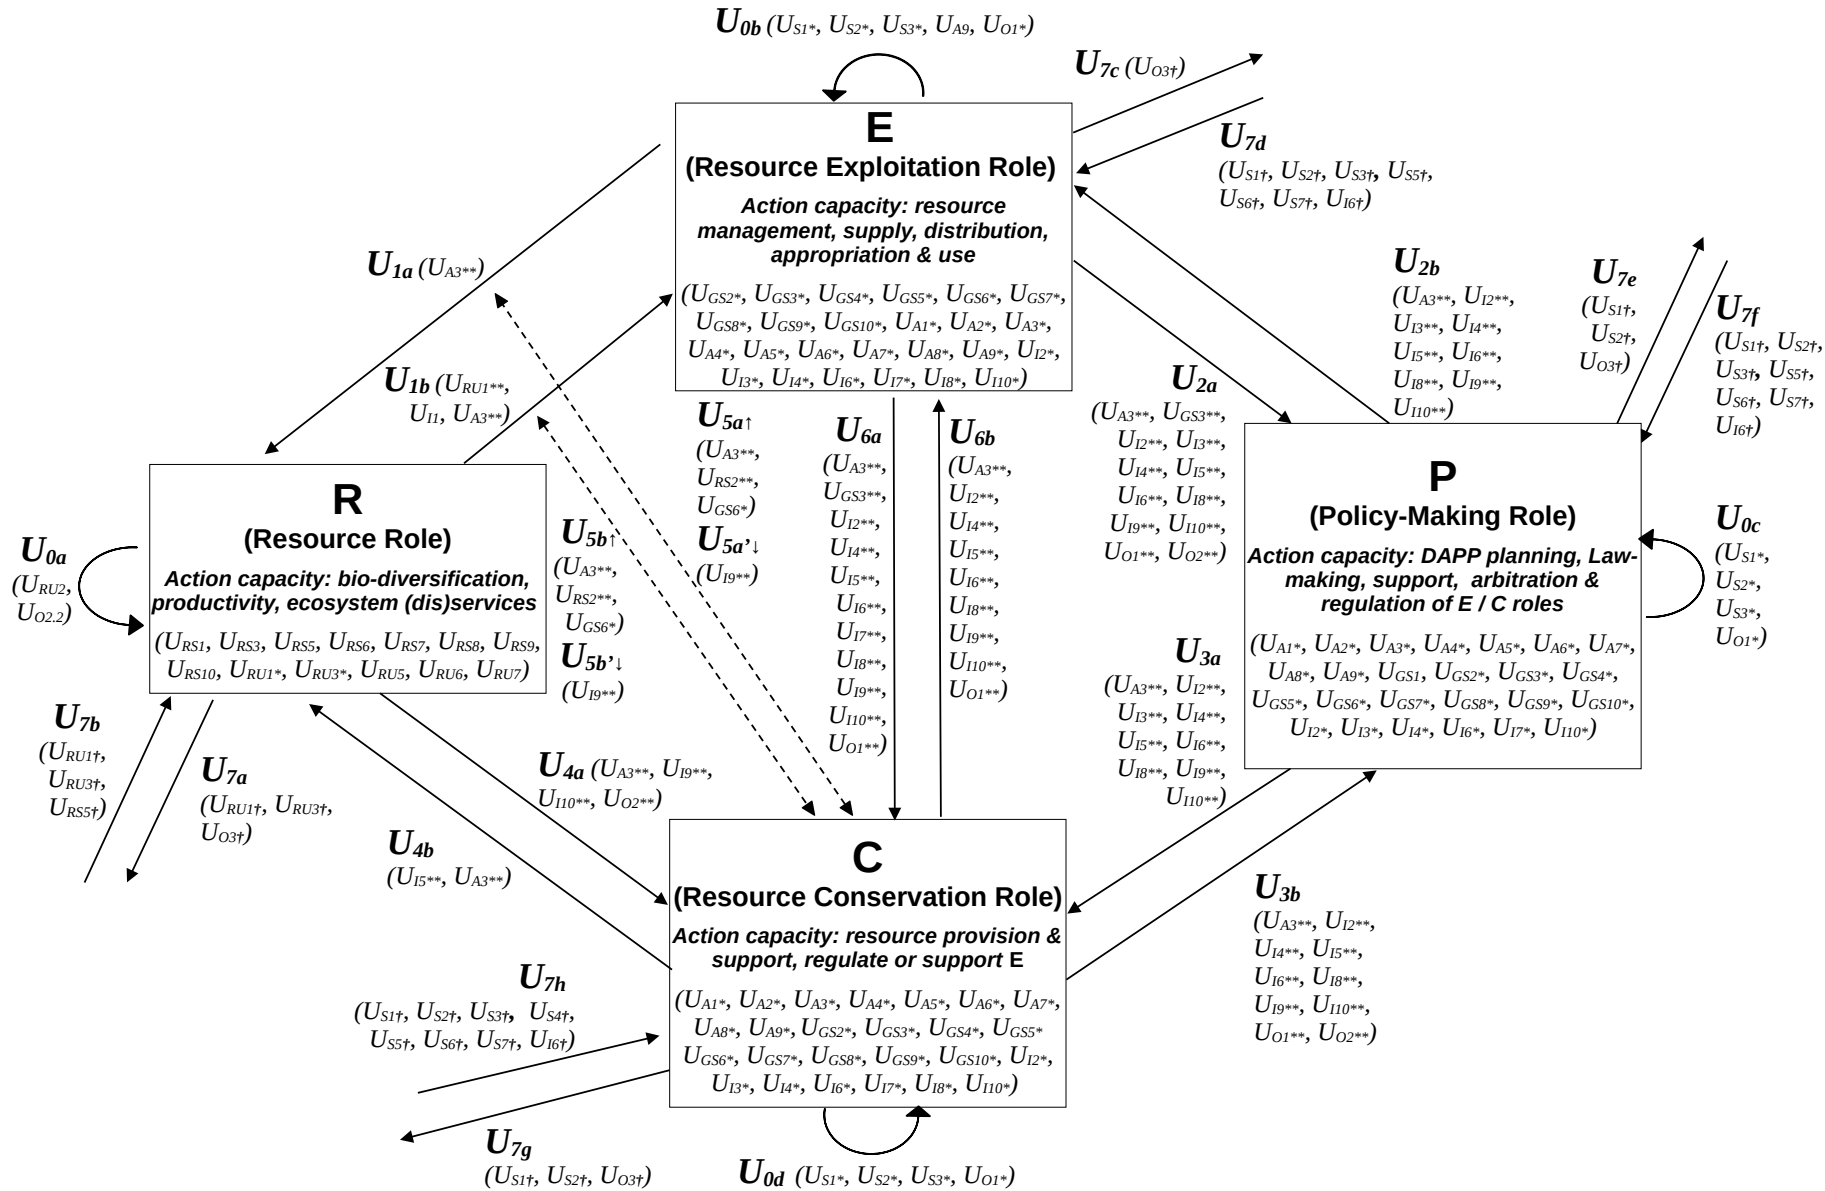 U0b (US1*, US2*, US3*, UA9, UO1*)
U7c (UO3†)
E
(Resource Exploitation Role)
Action capacity: resource
management, supply, distribution,
appropriation & use
(UGS2*, UGS3*, UGS4*, UGS5*, UGS6*, UGS7*,
UGS8*, UGS9*, UGS10*, UA1*, UA2*, UA3*,
UA4*, UA5*, UA6*, UA7*, UA8*, UA9*, UI2*,
UI3*, UI4*, UI6*, UI7*, UI8*, UI10*)
U7d
(US1†, US2†, US3†, US5†,
US6†, US7†, UI6†)
U1a (UA3**)
U1b (URU1**,
UI1, UA3**)
U2b
(UA3**, UI2**,
UI3**, UI4**,
UI5**, UI6**,
UI8**, UI9**,
UI10**)
U7e
(US1†,
US2†,
UO3†)
U7f
(US1†, US2†,
US3†, US5†,
US6†, US7†,
UI6†)
U2a
(UA3**, UGS3**,
UI2**, UI3**,
UI4**, UI5**,
UI6**, UI8**,
UI9**, UI10**,
UO1**, UO2**)
U5a↑
(UA3**,
URS2**,
UGS6*)
U5a’↓
(UI9**)
U6a
(UA3**,
UGS3**,
UI2**,
UI4**,
UI5**,
UI6**,
UI7**,
UI8**,
UI9**,
UI10**,
UO1**)
U6b
(UA3**,
UI2**,
UI4**,
UI5**,
UI6**,
UI8**,
UI9**,
UI10**,
UO1**)
R
(Resource Role)
Action capacity: bio-diversification,
productivity, ecosystem (dis)services
(URS1, URS3, URS5, URS6, URS7, URS8, URS9,
URS10, URU1*, URU3*, URU5, URU6, URU7)
U0a
(URU2,
UO2.2)
U5b↑
(UA3**,
URS2**,
UGS6*)
U5b’↓
(UI9**)
P
(Policy-Making Role)
Action capacity: DAPP planning, Law-
making, support, arbitration &
regulation of E / C roles
(UA1*, UA2*, UA3*, UA4*, UA5*, UA6*, UA7*,
UA8*, UA9*, UGS1, UGS2*, UGS3*, UGS4*,
UGS5*, UGS6*, UGS7*, UGS8*, UGS9*, UGS10*,
UI2*, UI3*, UI4*, UI6*, UI7*, UI10*)
U0c
(US1*,
US2*,
US3*,
UO1*)
U3a
(UA3**, UI2**,
UI3**, UI4**,
UI5**, UI6**,
UI8**, UI9**,
UI10**)
U7b
(URU1†,
URU3†,
URS5†)
U7a
(URU1†, URU3†,
UO3†)
U4a (UA3**, UI9**,
UI10**, UO2**)
U4b
(UI5**, UA3**)
C
(Resource Conservation Role)
Action capacity: resource provision &
support, regulate or support E
(UA1*, UA2*, UA3*, UA4*, UA5*, UA6*, UA7*,
UA8*, UA9*, UGS2*, UGS3*, UGS4*, UGS5*
UGS6*, UGS7*, UGS8*, UGS9*, UGS10*, UI2*,
UI3*, UI4*, UI6*, UI7*, UI8*, UI10*)
U3b
(UA3**, UI2**,
UI4**, UI5**,
UI6**, UI8**,
UI9**, UI10**,
UO1**, UO2**)
U7h
(US1†, US2†, US3†, US4†,
US5†, US6†, US7†, UI6†)
U7g
(US1†, US2†, UO3†)
U0d (US1*, US2*, US3*, UO1*)